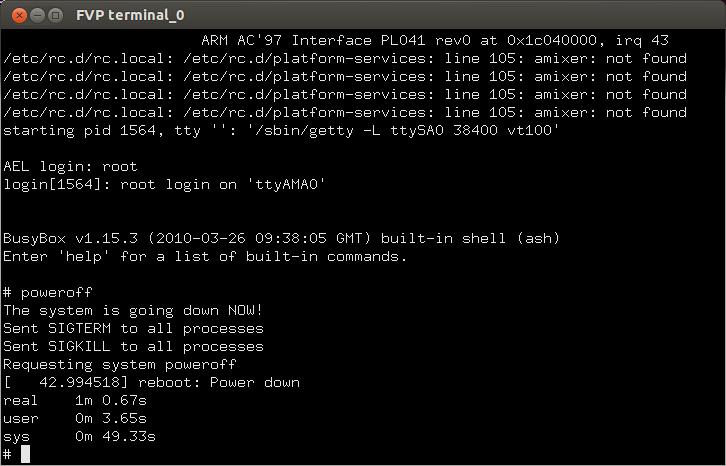 FVP terminal_0
ARM AC'97 Interface PL041 rev0 at 0x1c040000, irq 43
/etc/rc.d/rc.local: /etc/rc.d/platform-services: line 105: amixer: not found
/etc/rc.d/rc.local: /etc/rc.d/platform-services: line 105: amixer: not found
/etc/rc.d/rc.local: /etc/rc.d/platform-services: line 105: amixer: not found
/etc/rc.d/rc.local: /etc/rc.d/platform-services: line 105: amixer: not found
starting pid 1564, tty '': '/sbin/getty -L ttySA0 38400 vt100'
AEL login: root
login[1564]: root login on 'ttyAMA0'
BusyBox v1.15.3 (2010-03-26 09:38:05 GMT) built-in shell (ash)
Enter 'help' for a list of built-in commands.
# poweroff
The system is going down NOW!
Sent SIGTERM to all processes
Sent SIGKILL to all processes
Requesting system poweroff
[   42.994518] reboot: Power down
real    1m 0.67s
user    0m 3.65s
sys     0m 49.33s
#